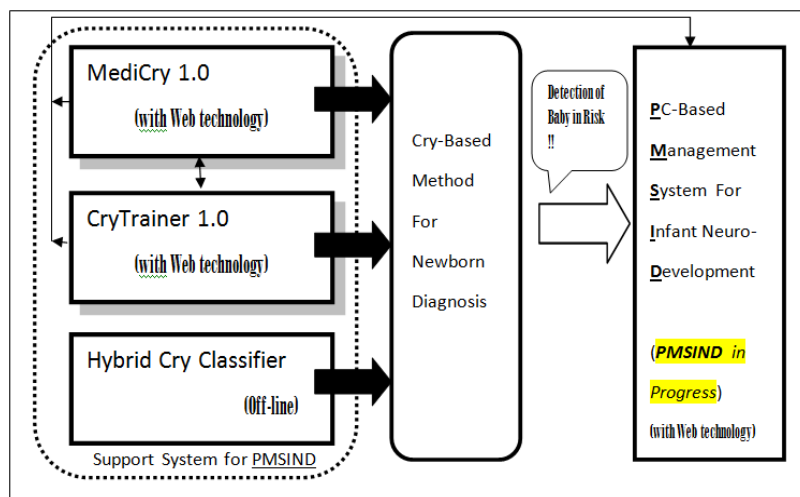 MediCry 1.0
(with Web technology)
CryTrainer 1.0
(with Web technology)
Hybrid Cry Classifier
(Off-line)
Support System for PMSIND
Cry-Based
Method
For
Newborn
Diagnosis
Detection of
Baby in Risk
!!
PC-Based
Management
System For
Infant Neuro-
Development
(PMSIND in
Progress)
(with Web technology)